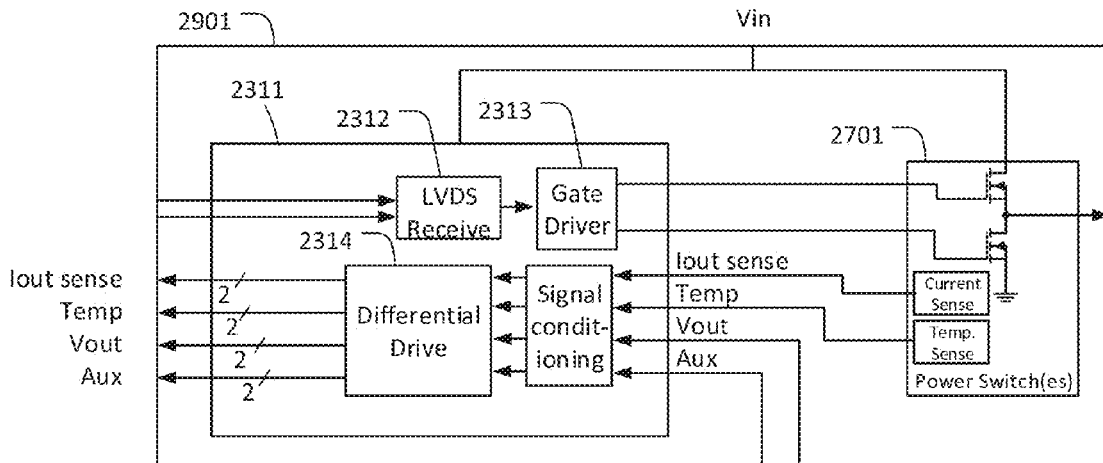 2901
Vin
2311
2312
2313
2701
LVDS
Receive
Gate
Driver
2314
Iout sense
Temp
Vout
Aux
2
2
2
2
Differential
Drive
Signal
condit-
ioning
Iout sense
Temp
Vout
Aux
Current
Sense
Temp.
Sense
Power Switch(es)